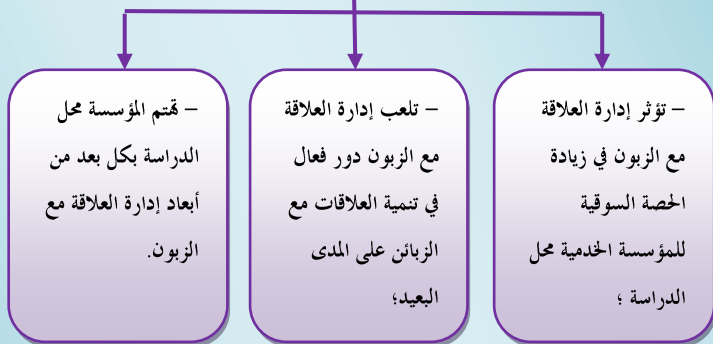 – تؤثر إدارة العلاقة
مع الزبون في زيادة
الحصة السوقية
للمؤسسة الخدمية محل
الدراسة ؛
– تلعب إدارة العلاقة
مع الزبون دور فعال
في تنمية العلاقات مع
الزبائن على المدى
البعيد؛
– تهتم المؤسسة محل
الدراسة بكل بعد من
أبعاد إدارة العلاقة مع
الزبون.